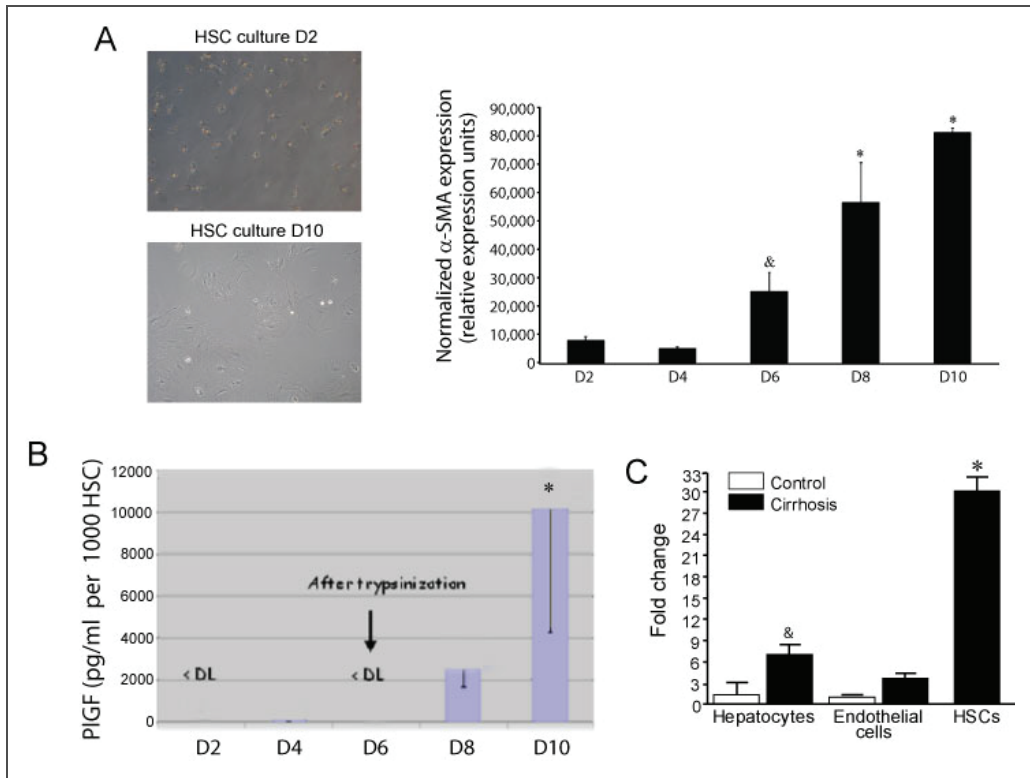 A
HSC culture D2
HSC culture D10
Normalized α-SMA expression
(relative expression units)
90,000
80,000
70,000
60,000
50,000
40,000
30,000
20,000
10,000
0
&
*
*
D2 D4 D6 D8 D10
B
PlGF (pg/ml per 1000 HSC)
12000
10000
8000
6000
4000
2000
0
*
After trypsinization
< DL
< DL
D2 D4 D6 D8 D10
C
Control
Cirrhosis
Fold change
33
30
27
24
21
18
15
12
9
6
3
0
&
*
Hepatocytes Endothelial HSCs
cells